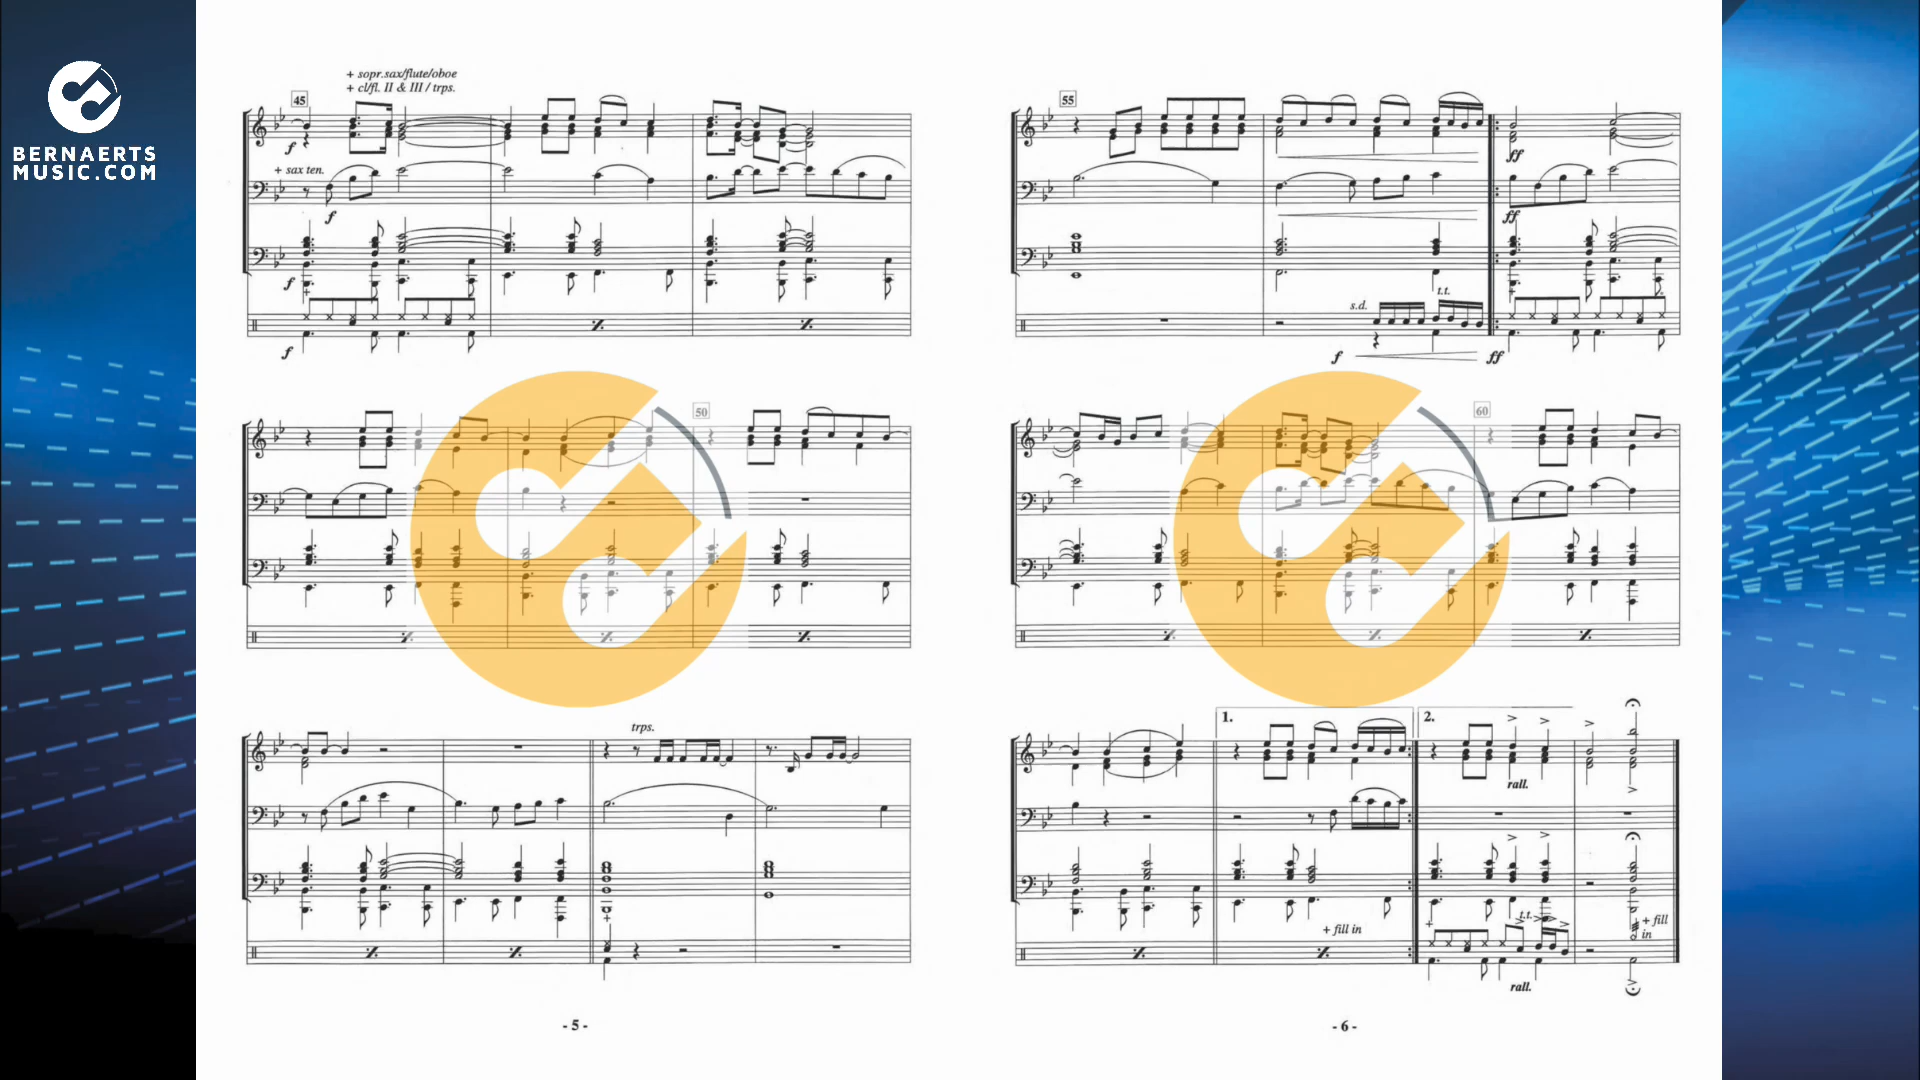 BERNAERTS
MUSIC.COM
+ sopr.sax/flute/oboe
+ cl/fl. II & III / trps.
45
f
+ sax ten.
f
f
f
50
trps.
- 5 -
55
ff
ff
t.t.
s.d.
f
ff
60
1.
2.
rall.
+ fill in
t.t.
+ fill
in
rall.
- 6 -